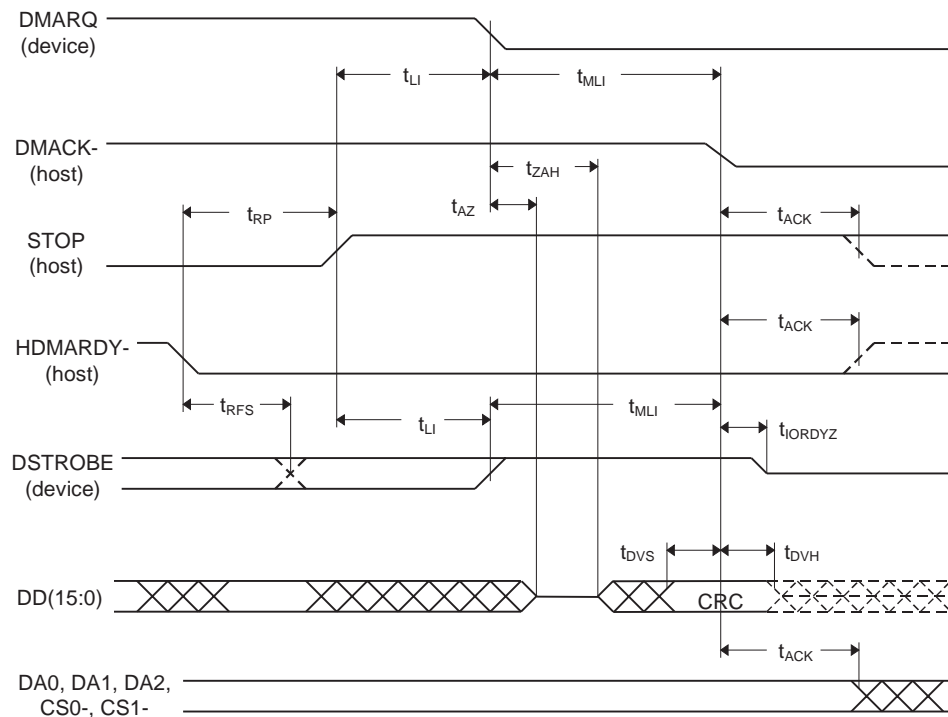 DMARQ
(device)
tLI
tMLI
DMACK-
(host)
tZAH
tAZ
tRP
tACK
STOP
(host)
tACK
HDMARDY-
(host)
tRFS
tLI
tMLI
tIORDYZ
DSTROBE
(device)
tDVS
tDVH
DD(15:0)
CRC
tACK
DA0, DA1, DA2,
CS0-, CS1-